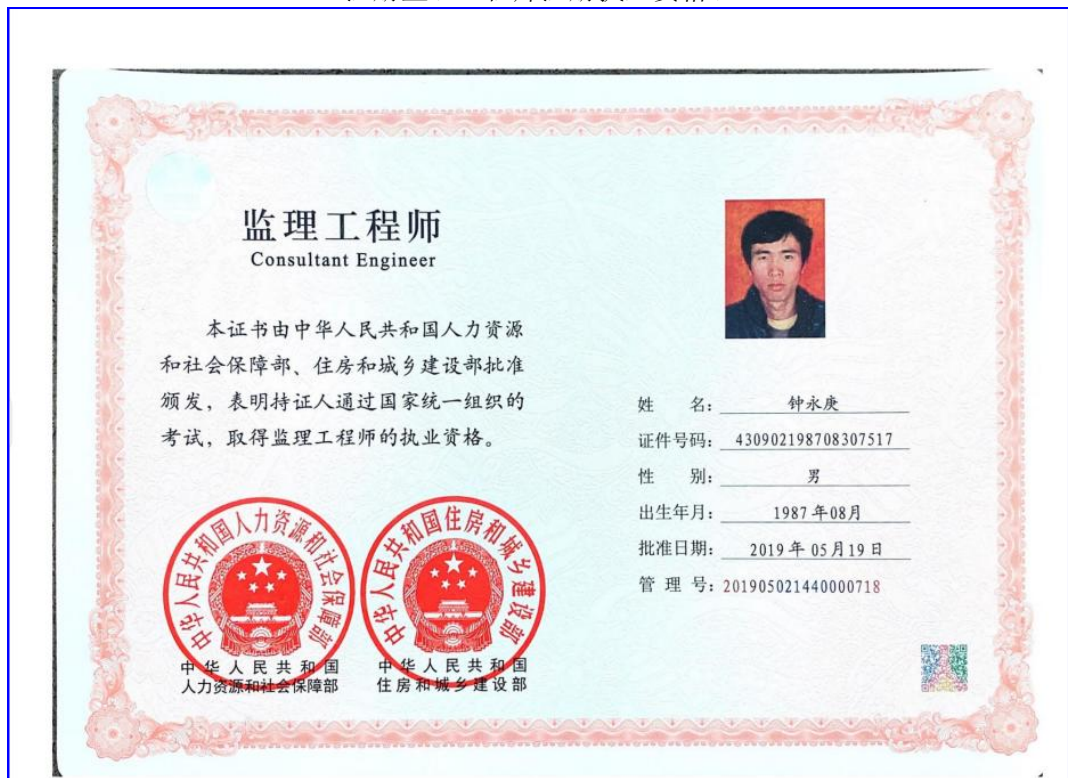 监理工程师
Consultant Engineer
本证书由中华人民共和国人力资源
和社会保障部、住房和城乡建设部批准
颁发，表明持证人通过国家统一组织的
考试，取得监理工程师的执业资格。
中华人民共和国人力资源和社会保障部
中华人民共和国住房和城乡建设部
中华人民共和国
人力资源和社会保障部
中华人民共和国
住房和城乡建设部
姓 名： 钟永庚
证件号码： 430902198708307517
性 别： 男
出生年月： 1987年08月
批准日期： 2019年05月19日
管 理 号：201905021440000718